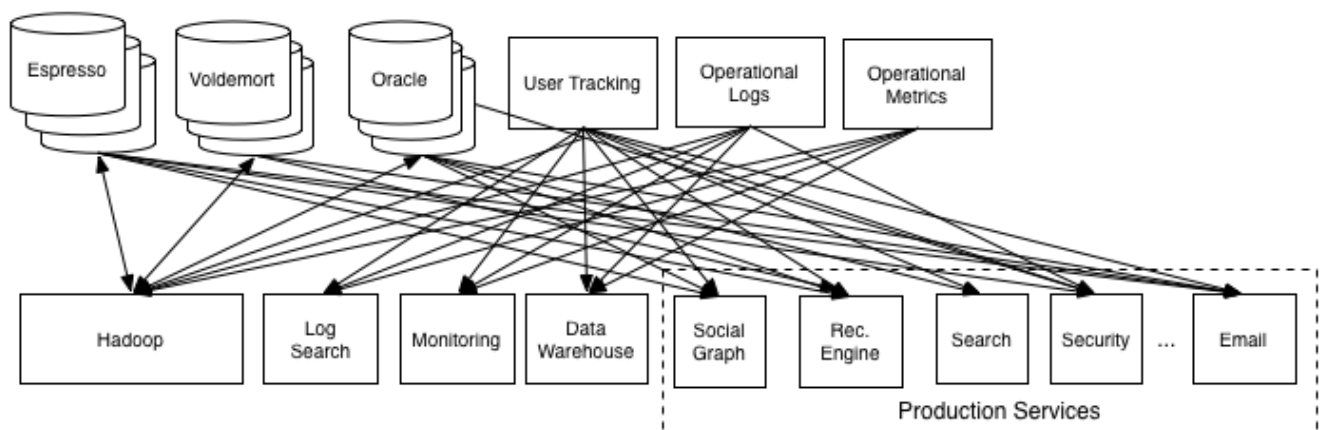 Espresso
Voldemort
Oracle
User Tracking
Operational
Logs
Operational
Metrics
Hadoop
Log
Search
Monitoring
Data
Warehouse
Social
Graph
Rec.
Engine
Search
Security
...
Email
Production Services